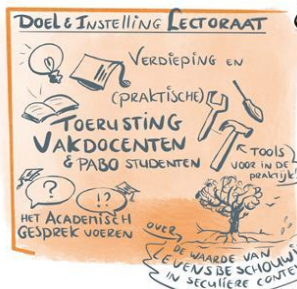 DOEL & INSTELLING LECTORAAT
VERDIEPING EN
(PRAKTISCHE)
TOERUSTING
VAKDOCENTEN
& PABO STUDENTEN
TOOLS
VOOR IN DE
PRAKTIJK!
?
!?
HET ACADEMISCH
GESPREK VOEREN
OVER
DE WAARDE VAN
LEVENSBESCHOUWI
IN SECULIERE CONTE